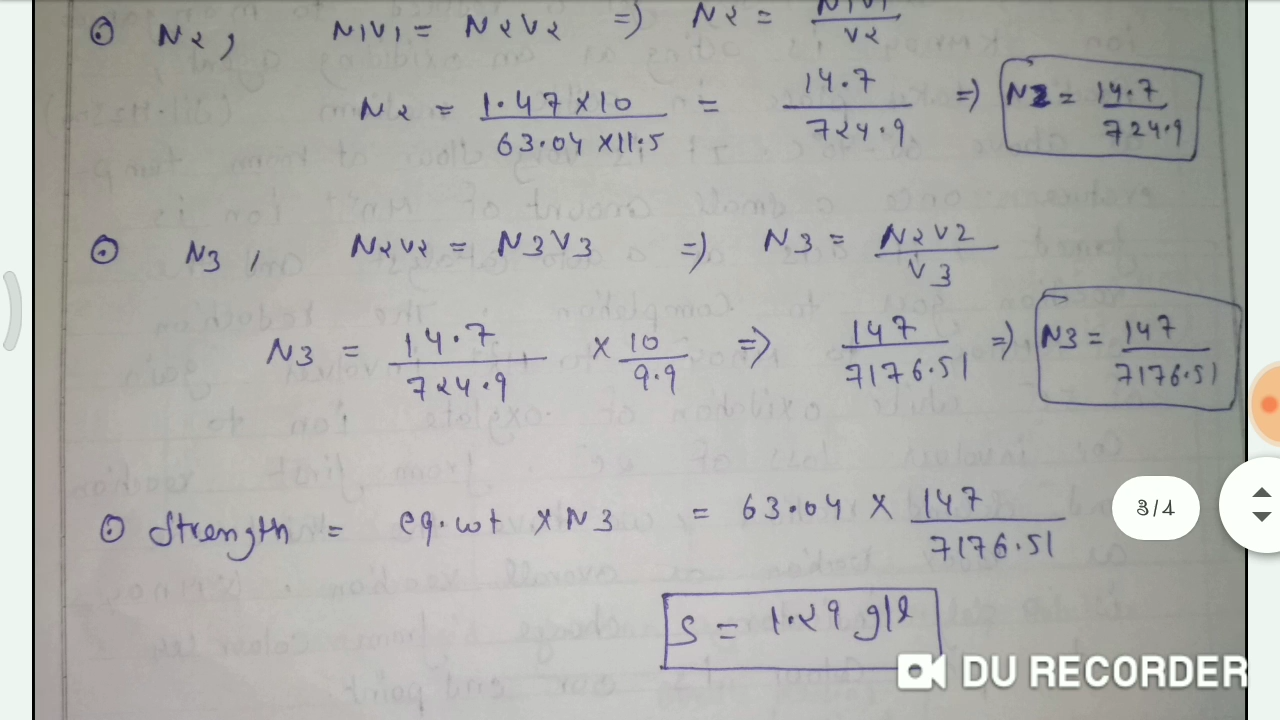 ⊙ N2, N1V1 = N2V2 => N2 = N1V1/V2
N2 = 1.47×10/63.04×11.5 = 14.7/724.9 => N2 = 14.7/724.9
⊙ N3, N2V2 = N3V3 => N3 = N2V2/V3
N3 = 14.7/724.9 × 10/9.9 => 147/7176.51 => N3 = 147/7176.51
⊙ Strength = eq.wt × N3 = 63.04 × 147/7176.51
3/4
S = 1.29 g/l
DU RECORDER